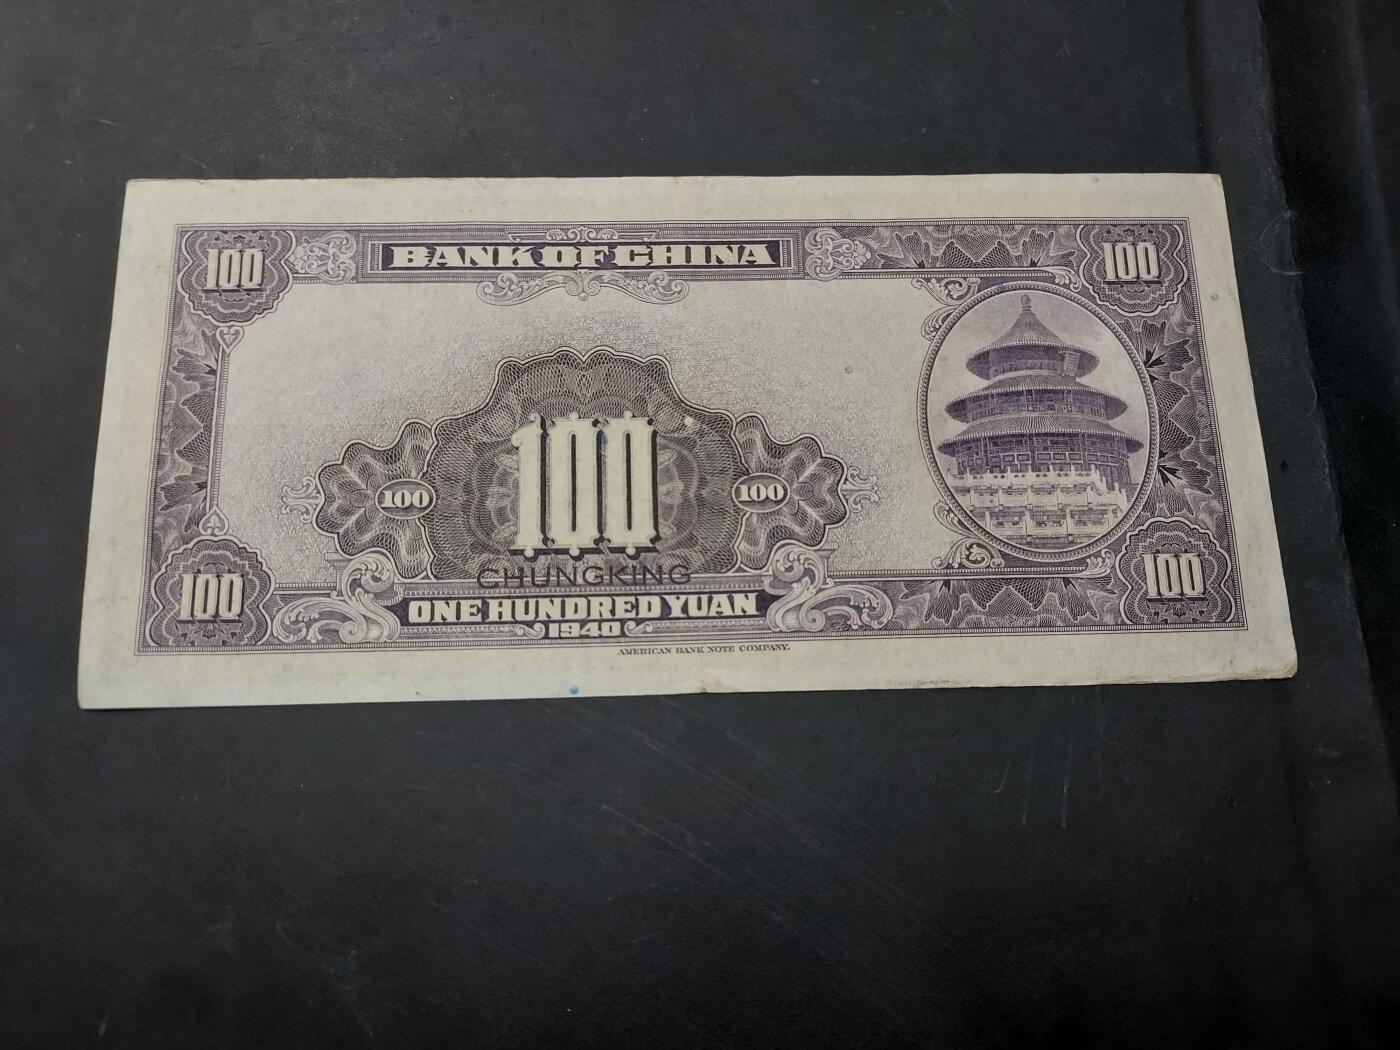 100 BANK OF CHINA 100
100 100 100
CHUNGKING
100 ONE HUNDRED YUAN 100
1940
AMERICAN BANK NOTE COMPANY.